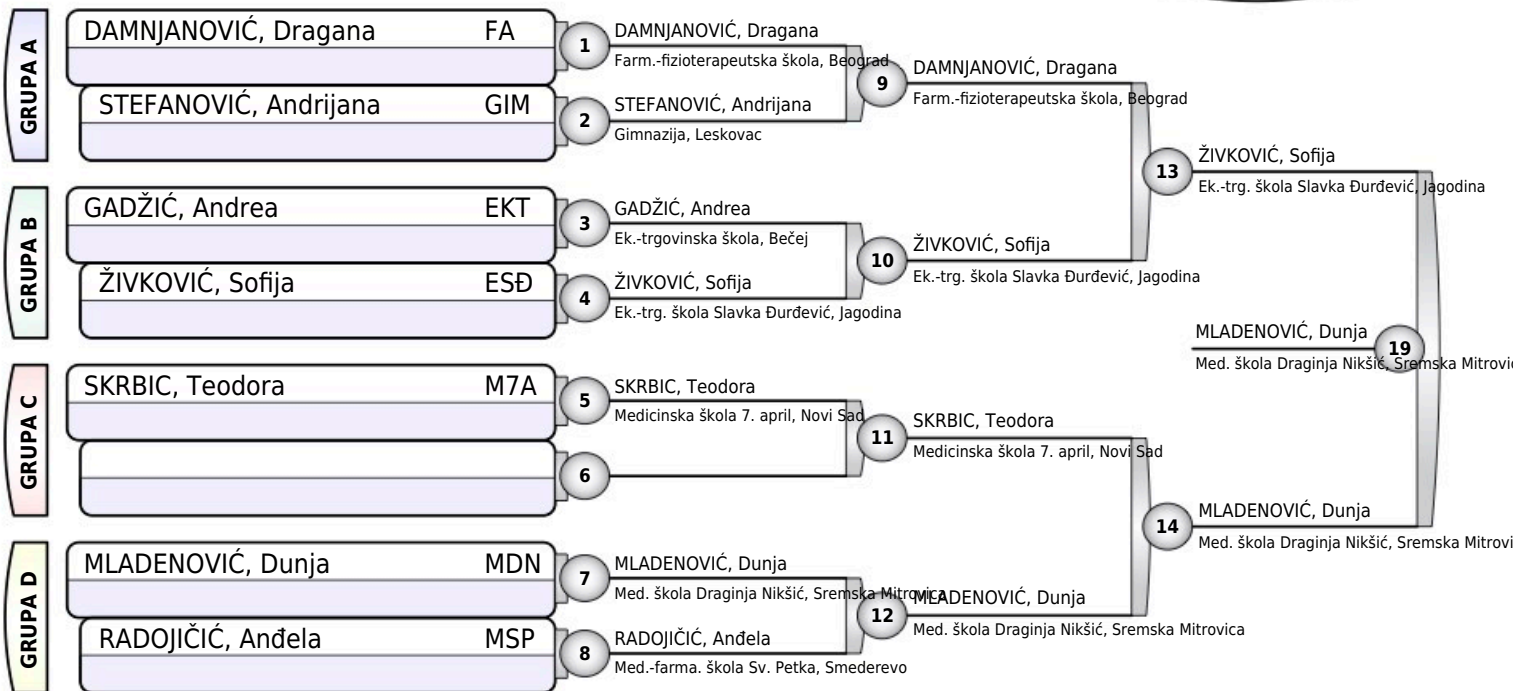 GRUPA A
DAMNJANOVIĆ, Dragana FA
STEFANOVIĆ, Andrijana GIM
GRUPA B
GADŽIĆ, Andrea EKT
ŽIVKOVIĆ, Sofija ESĐ
GRUPA C
SKRBIC, Teodora M7A
GRUPA D
MLADENOVIĆ, Dunja MDN
RADOJIČIĆ, Anđela MSP
1
DAMNJANOVIĆ, Dragana
Farm.-fizioterapeutska škola, Beograd
2
STEFANOVIĆ, Andrijana
Gimnazija, Leskovac
3
GADŽIĆ, Andrea
Ek.-trgovinska škola, Bečej
4
ŽIVKOVIĆ, Sofija
Ek.-trg. škola Slavka Đurđević, Jagodina
5
SKRBIC, Teodora
Medicinska škola 7. april, Novi Sad
6
7
MLADENOVIĆ, Dunja
Med. škola Draginja Nikšić, Sremska Mitrovica
8
RADOJIČIĆ, Anđela
Med.-farma. škola Sv. Petka, Smederevo
9
DAMNJANOVIĆ, Dragana
Farm.-fizioterapeutska škola, Beograd
10
ŽIVKOVIĆ, Sofija
Ek.-trg. škola Slavka Đurđević, Jagodina
11
SKRBIC, Teodora
Medicinska škola 7. april, Novi Sad
12
MLADENOVIĆ, Dunja
Med. škola Draginja Nikšić, Sremska Mitrovica
13
ŽIVKOVIĆ, Sofija
Ek.-trg. škola Slavka Đurđević, Jagodina
14
MLADENOVIĆ, Dunja
Med. škola Draginja Nikšić, Sremska Mitrovi
19
MLADENOVIĆ, Dunja
Med. škola Draginja Nikšić, Sremska Mitrovi